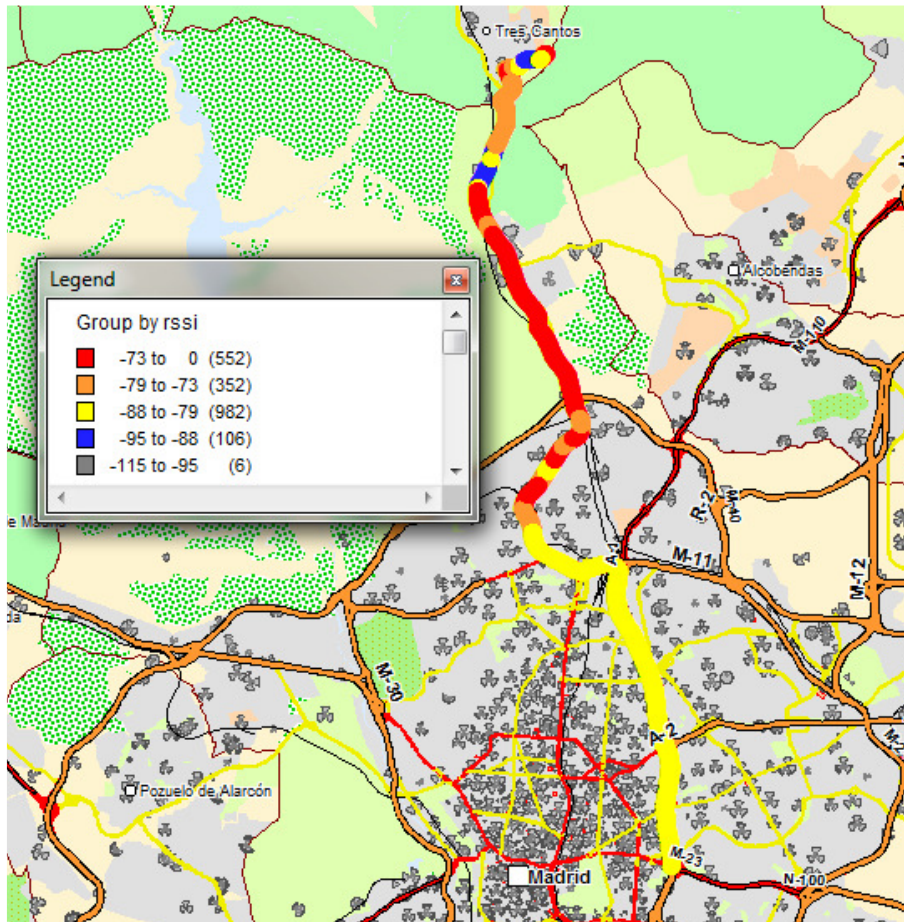 Tres Cantos
Alcobendas
Legend
Group by rssi
-73 to 0 (552)
-79 to -73 (352)
-88 to -79 (982)
-95 to -88 (106)
-115 to -95 (6)
M-110
R-2
M-40
A-1
M-11
M-12
M-30
A-2
Pozuelo de Alarcón
M-23
Madrid
N-100